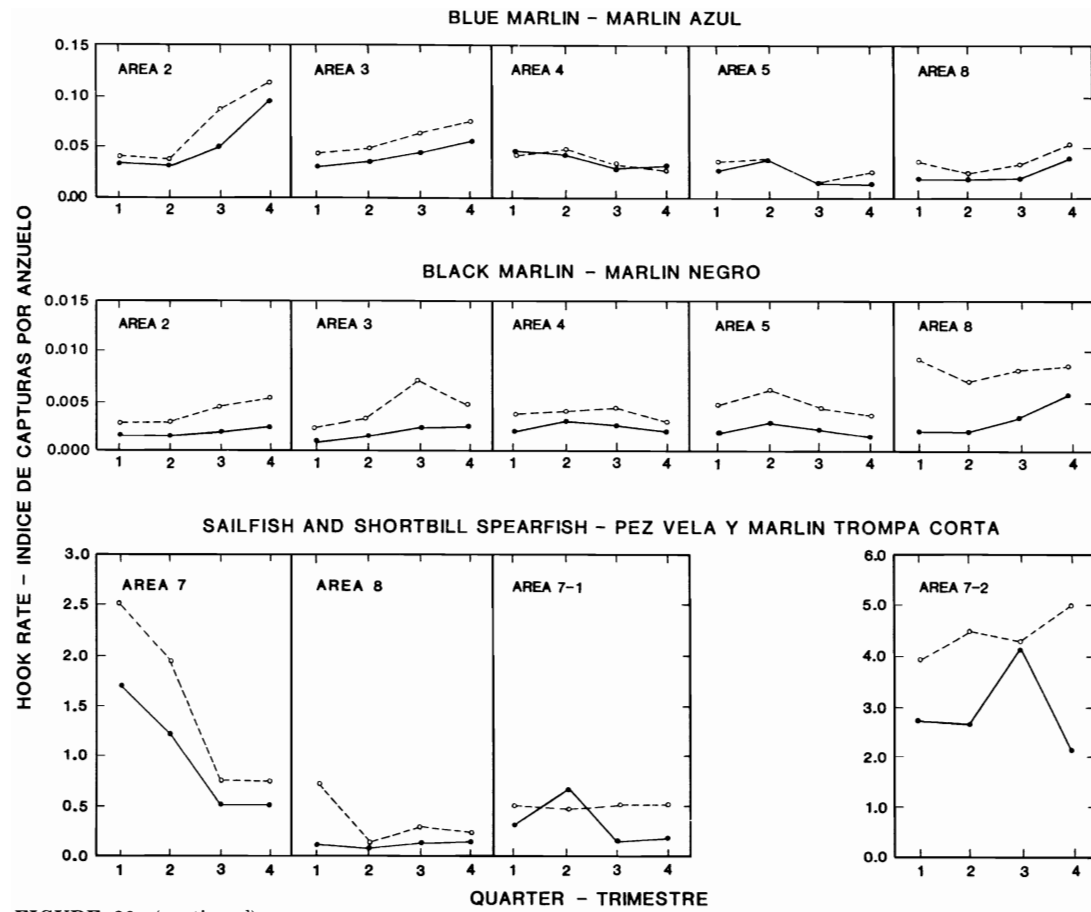 BLUE MARLIN – MARLIN AZUL
0.15
0.10
0.05
0.00
AREA 2
AREA 3
AREA 4
AREA 5
AREA 8
1 2 3 4 1 2 3 4 1 2 3 4 1 2 3 4 1 2 3 4
BLACK MARLIN – MARLIN NEGRO
0.015
0.010
0.005
0.000
AREA 2
AREA 3
AREA 4
AREA 5
AREA 8
1 2 3 4 1 2 3 4 1 2 3 4 1 2 3 4 1 2 3 4
SAILFISH AND SHORTBILL SPEARFISH – PEZ VELA Y MARLIN TROMPA CORTA
3.0
2.5
2.0
1.5
1.0
0.5
0.0
AREA 7
AREA 8
AREA 7-1
6.0
5.0
4.0
3.0
2.0
1.0
0.0
AREA 7-2
1 2 3 4 1 2 3 4 1 2 3 4 1 2 3 4
HOOK RATE – INDICE DE CAPTURAS POR ANZUELO
QUARTER – TRIMESTRE